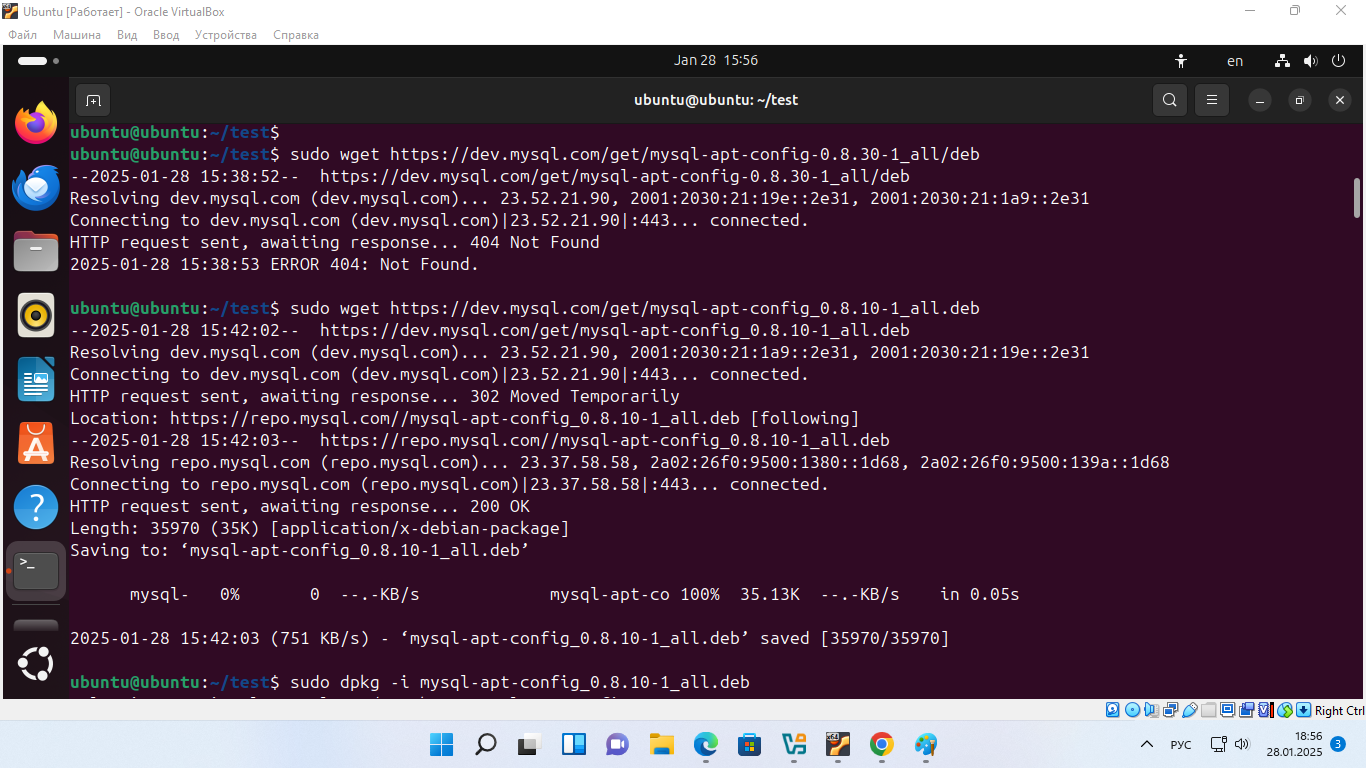 Ubuntu [Работает] - Oracle VirtualBox
Файл Машина Вид Ввод Устройства Справка
Jan 28 15:56
en
ubuntu@ubuntu: ~/test
ubuntu@ubuntu:~/test$
ubuntu@ubuntu:~/test$ sudo wget https://dev.mysql.com/get/mysql-apt-config-0.8.30-1_all/deb
--2025-01-28 15:38:52--  https://dev.mysql.com/get/mysql-apt-config-0.8.30-1_all/deb
Resolving dev.mysql.com (dev.mysql.com)... 23.52.21.90, 2001:2030:21:19e::2e31, 2001:2030:21:1a9::2e31
Connecting to dev.mysql.com (dev.mysql.com)|23.52.21.90|:443... connected.
HTTP request sent, awaiting response... 404 Not Found
2025-01-28 15:38:53 ERROR 404: Not Found.
ubuntu@ubuntu:~/test$ sudo wget https://dev.mysql.com/get/mysql-apt-config_0.8.10-1_all.deb
--2025-01-28 15:42:02--  https://dev.mysql.com/get/mysql-apt-config_0.8.10-1_all.deb
Resolving dev.mysql.com (dev.mysql.com)... 23.52.21.90, 2001:2030:21:1a9::2e31, 2001:2030:21:19e::2e31
Connecting to dev.mysql.com (dev.mysql.com)|23.52.21.90|:443... connected.
HTTP request sent, awaiting response... 302 Moved Temporarily
Location: https://repo.mysql.com//mysql-apt-config_0.8.10-1_all.deb [following]
--2025-01-28 15:42:03--  https://repo.mysql.com//mysql-apt-config_0.8.10-1_all.deb
Resolving repo.mysql.com (repo.mysql.com)... 23.37.58.58, 2a02:26f0:9500:1380::1d68, 2a02:26f0:9500:139a::1d68
Connecting to repo.mysql.com (repo.mysql.com)|23.37.58.58|:443... connected.
HTTP request sent, awaiting response... 200 OK
Length: 35970 (35K) [application/x-debian-package]
Saving to: ‘mysql-apt-config_0.8.10-1_all.deb’
mysql-   0%       0  --.-KB/s             mysql-apt-co 100%  35.13K  --.-KB/s    in 0.05s
2025-01-28 15:42:03 (751 KB/s) - ‘mysql-apt-config_0.8.10-1_all.deb’ saved [35970/35970]
ubuntu@ubuntu:~/test$ sudo dpkg -i mysql-apt-config_0.8.10-1_all.deb
Right Ctrl
РУС
18:56
28.01.2025
3